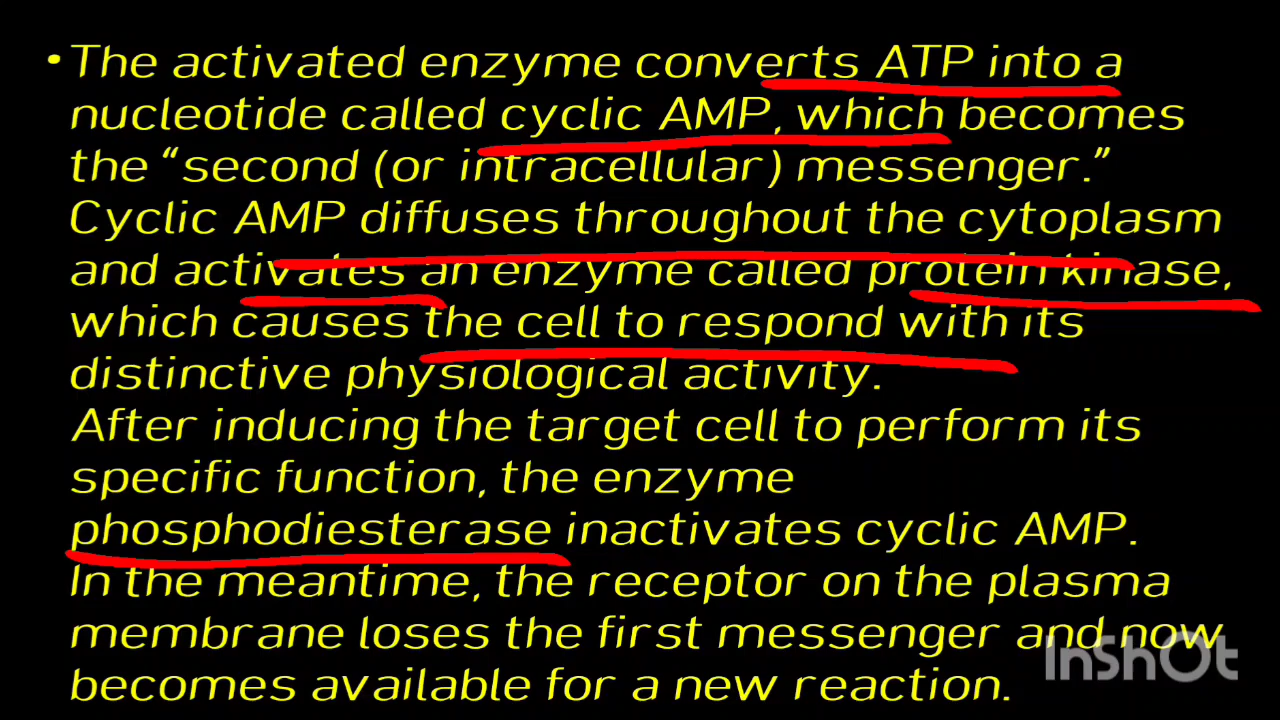 •The activated enzyme converts ATP into a
nucleotide called cyclic AMP, which becomes
the “second (or intracellular) messenger.”
Cyclic AMP diffuses throughout the cytoplasm
and activates an enzyme called protein kinase,
which causes the cell to respond with its
distinctive physiological activity.
After inducing the target cell to perform its
specific function, the enzyme
phosphodiesterase inactivates cyclic AMP.
In the meantime, the receptor on the plasma
membrane loses the first messenger and now
becomes available for a new reaction.
InShOt